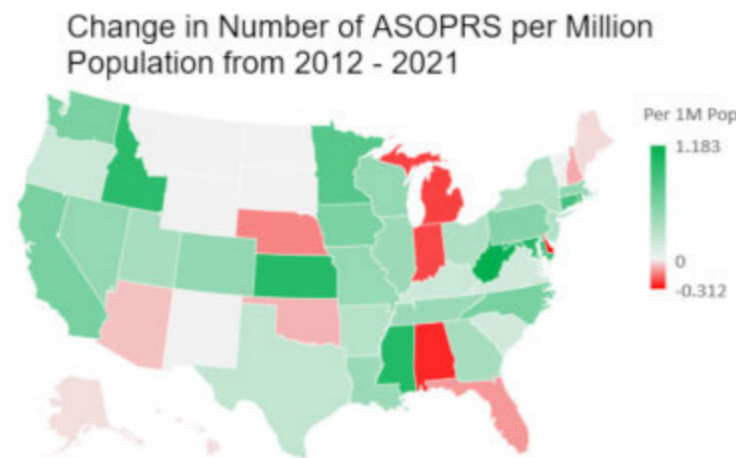 Change in Number of ASOPRS per Million
Population from 2012 - 2021
Per 1M Pop
1.183
0
-0.312